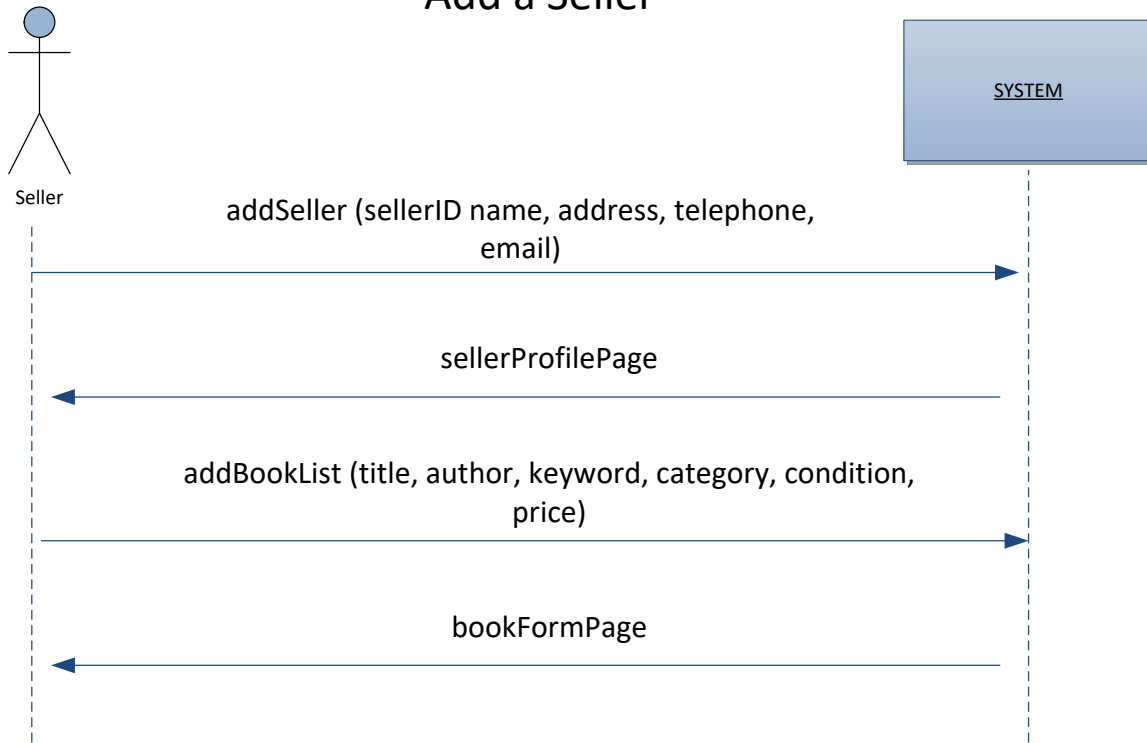 Add a Seller
SYSTEM
Seller
addSeller (sellerID name, address, telephone,
email)
sellerProfilePage
addBookList (title, author, keyword, category, condition,
price)
bookFormPage